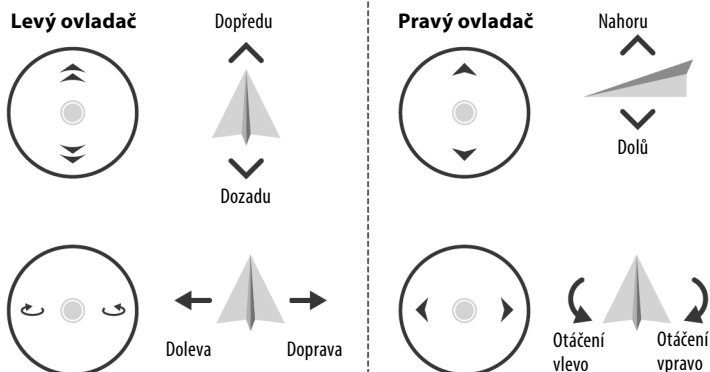 Levý ovladač
Dopředu
Dozadu
Doleva
Doprava
Pravý ovladač
Nahoru
Dolů
Otáčení
vlevo
Otáčení
vpravo